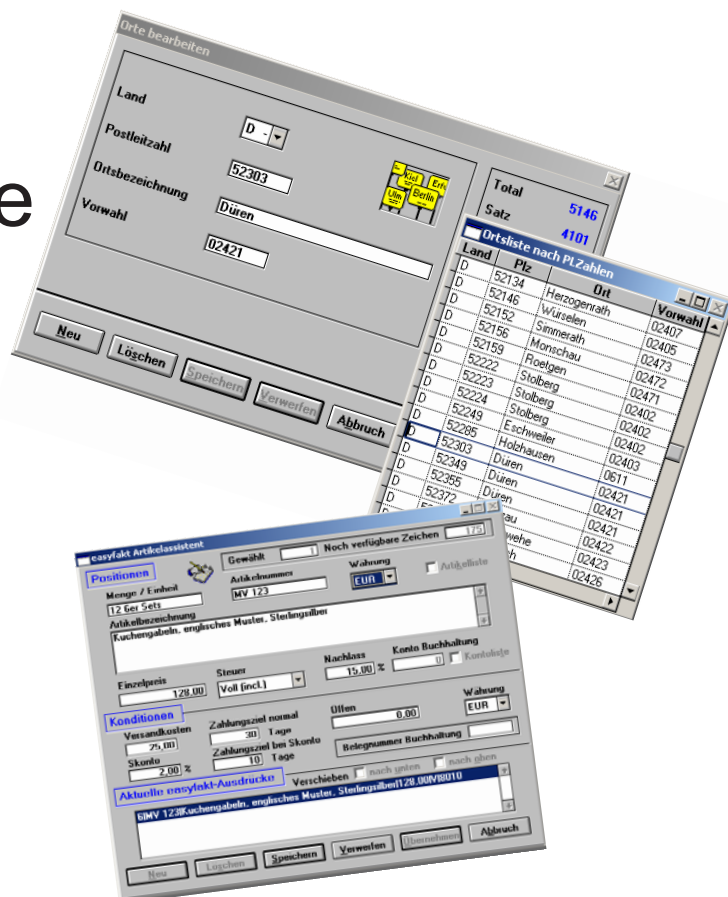 e
Orte bearbeiten
Land
D -
Postleitzahl
52303
Ortsbezeichnung
Düren
Vorwahl
02421
Kiel
Ulm
Berlin
Total 5146
Satz 4101
Neu Löschen Speichern Verwerfen Abbruch
Ortsliste nach PLZahlen
Land Plz Ort Vorwahl
D 52134 Herzogenrath 02407
D 52146 Würselen 02405
D 52152 Simmerath 02473
D 52156 Monschau 02472
D 52159 Roetgen 02471
D 52222 Stolberg 02402
D 52223 Stolberg 02402
D 52224 Stolberg 02402
D 52249 Eschweiler 02403
D 52285 Holzhausen 0611
D 52303 Düren 02421
D 52349 Düren 02421
D 52355 Düren 02421
52372 02422
02423
02426
easyfakt Artikelassistent
Positionen
Gewählt 1 Noch verfügbare Zeichen 175
Menge / Einheit Artikelnummer Währung
12 6er Sets MV 123 EUR Artikelliste
Artikelbezeichnung
Kuchengabeln, englisches Muster, Sterlingsilber
Einzelpreis Steuer Nachlass Konto Buchhaltung
128,00 Voll (incl.) 15,00 % 0 Kontoliste
Konditionen
Versandkosten Zahlungsziel normal Offen Währung
25,00 30 Tage 0,00 EUR
Skonto Zahlungsziel bei Skonto
2,00 % 10 Tage Belegnummer Buchhaltung
Aktuelle easyfakt-Ausdrucke Verschieben nach unten nach oben
6|MV 123|Kuchengabeln, englisches Muster, Sterlingsilber|128,00|V|8010
Neu Löschen Speichern Verwerfen Übernehmen Abbruch